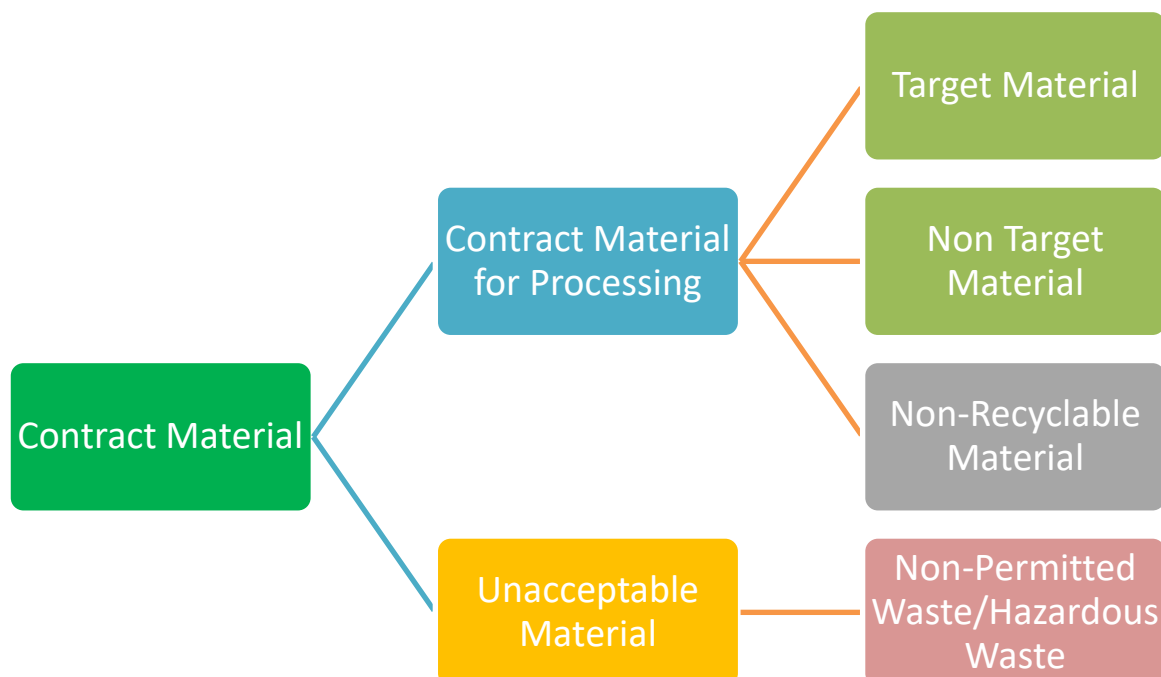 Target Material
Contract Material
for Processing
Non Target
Material
Contract Material
Non-Recyclable
Material
Unacceptable
Material
Non-Permitted
Waste/Hazardous
Waste